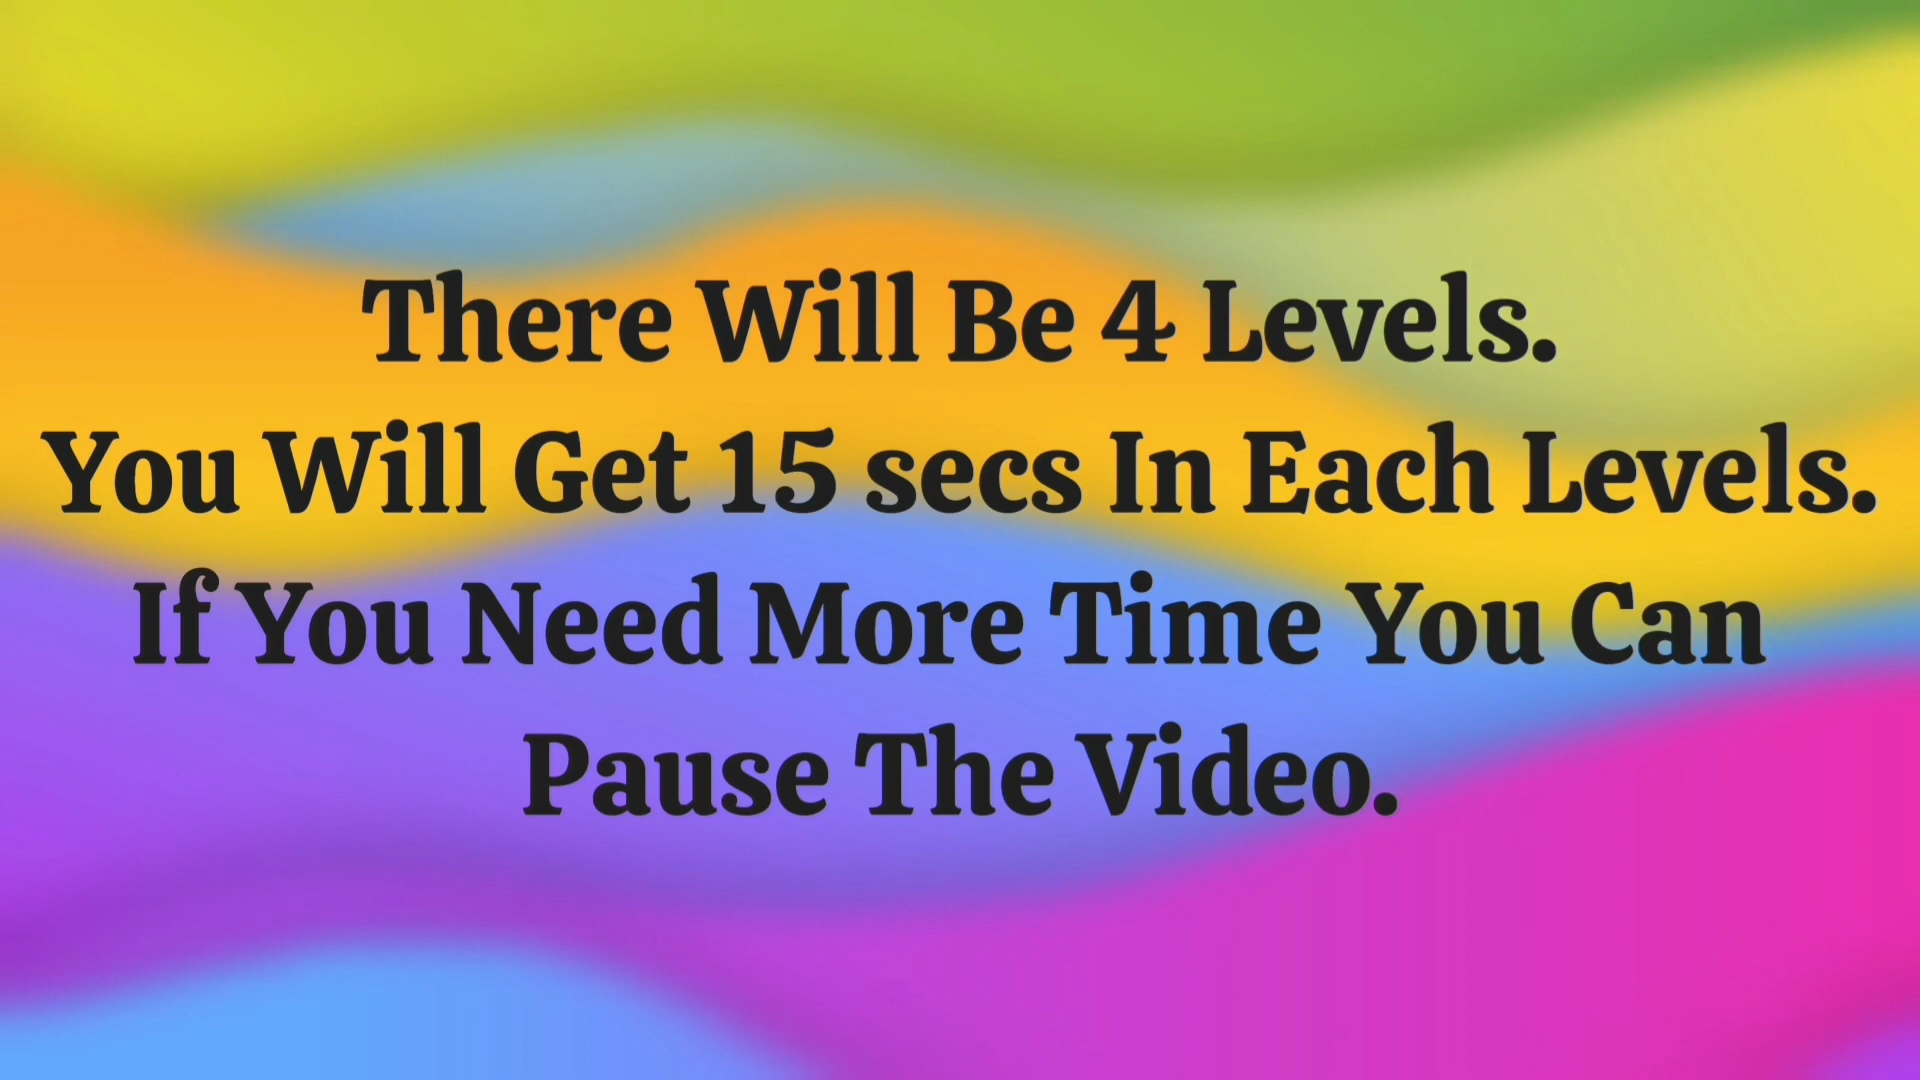 There Will Be 4 Levels.
You Will Get 15 secs In Each Levels.
If You Need More Time You Can
Pause The Video.